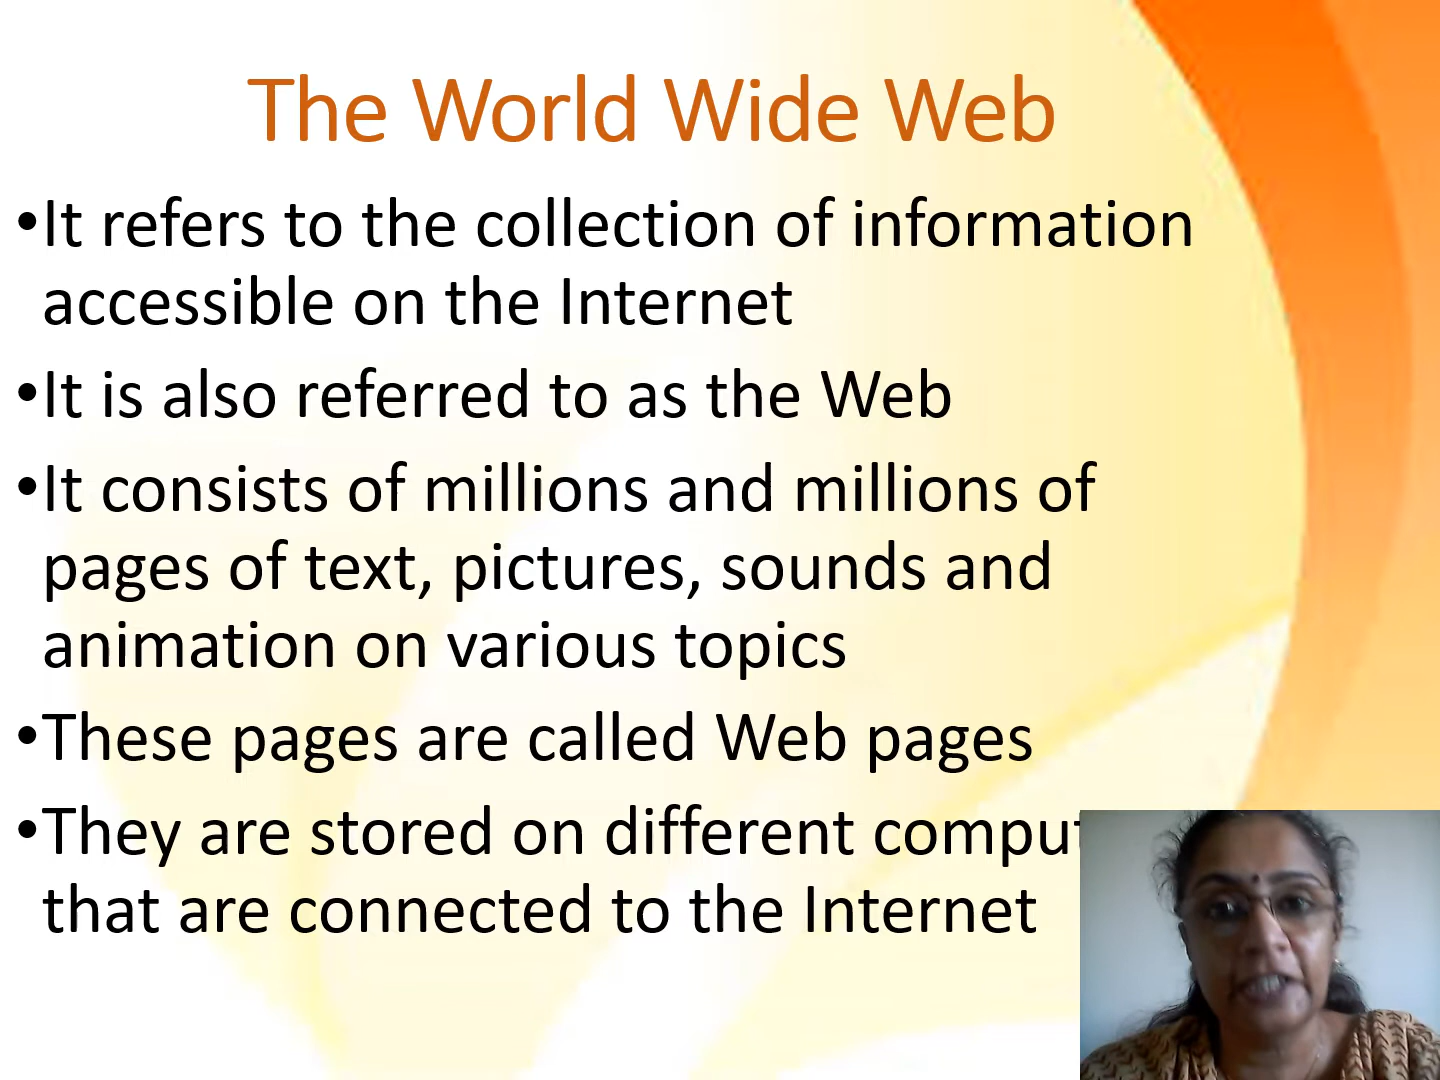 The World Wide Web
•It refers to the collection of information
accessible on the Internet
•It is also referred to as the Web
•It consists of millions and millions of
pages of text, pictures, sounds and
animation on various topics
•These pages are called Web pages
•They are stored on different comput
that are connected to the Internet